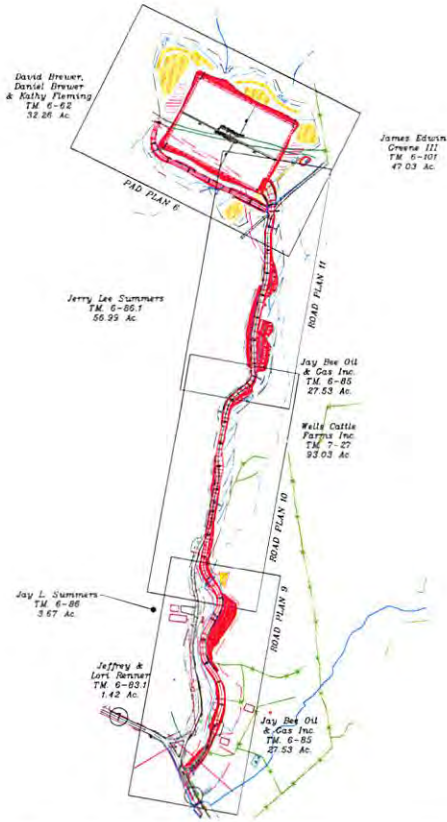 David Brewer,
Daniel Brewer
& Kathy Fleming
TM 6-62
32.26 Ac.
James Edwin
Greene III
TM 6-101
47.03 Ac.
PAD PLAN 6
ROAD PLAN 11
Jerry Lee Summers
TM. 6-86.1
56.99 Ac.
Jay Bee Oil
& Gas Inc.
TM. 6-85
27.53 Ac.
Wells Cattle
Farms Inc.
TM 7-27
93.03 Ac.
ROAD PLAN 10
Jay L. Summers
TM. 6-86
3.67 Ac.
ROAD PLAN 9
Jeffrey &
Lori Renner
TM 6-83.1
1.42 Ac.
Jay Bee Oil
& Gas Inc.
TM. 6-85
27.53 Ac.